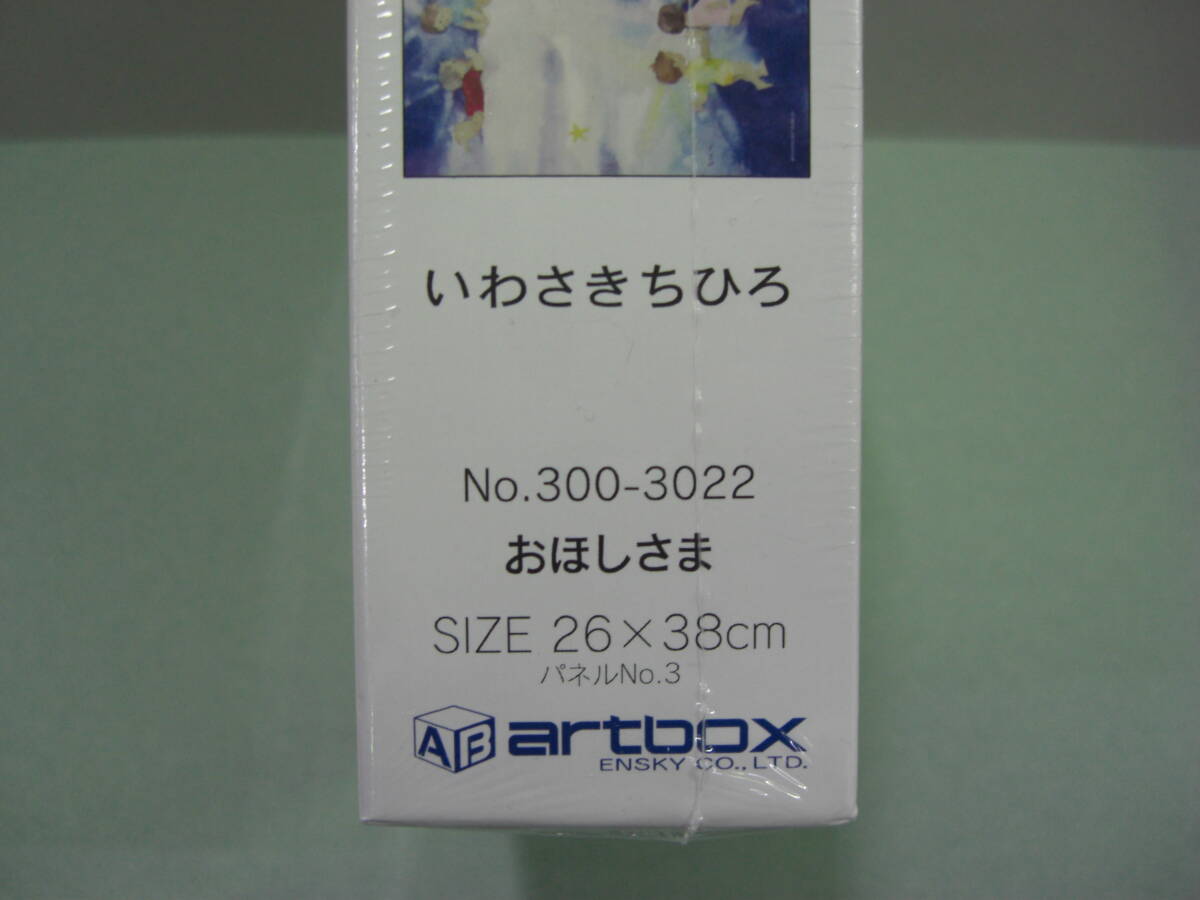 いわさきちひろ
No.300-3022
おほしさま
SIZE 26×38cm
パネルNo.3
AB artbox
ENSKY CO., LTD.